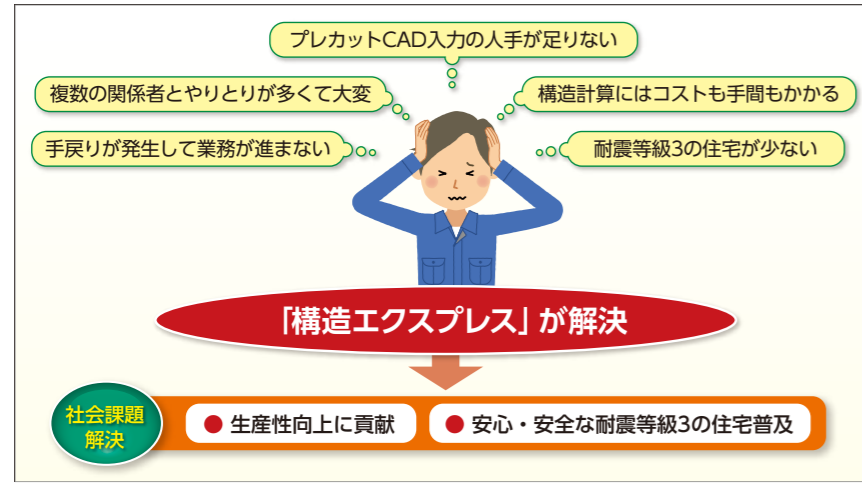 プレカットCAD入力の人手が足りない
複数の関係者とやりとりが多くて大変
構造計算にはコストも手間もかかる
手戻りが発生して業務が進まない
耐震等級3の住宅が少ない
「構造エクスプレス」が解決
社会課題
解決
● 生産性向上に貢献
● 安心・安全な耐震等級3の住宅普及